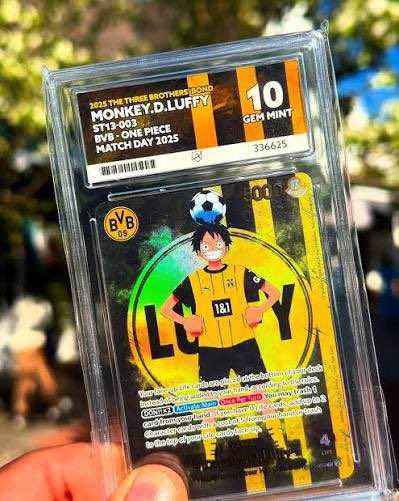 2025 THE THREE BROTHERS' BOND
MONKEY.D.LUFFY
ST13-003
BVB - ONE PIECE
MATCH DAY 2025
10
GEM MINT
336625
5000
BVB
09
LUFFY
1&1
Your face-up Life cards are placed at the bottom of your deck
instead of being added to your hand, according to the rules.
DON!!×2 Activate: Main Once Per Turn You may trash 1
card from your hand: If you have 0 Life cards, add up to 2
Character cards with a cost of 5 from your hand or trash
to the top of your Life cards face-up.
4
LIFE